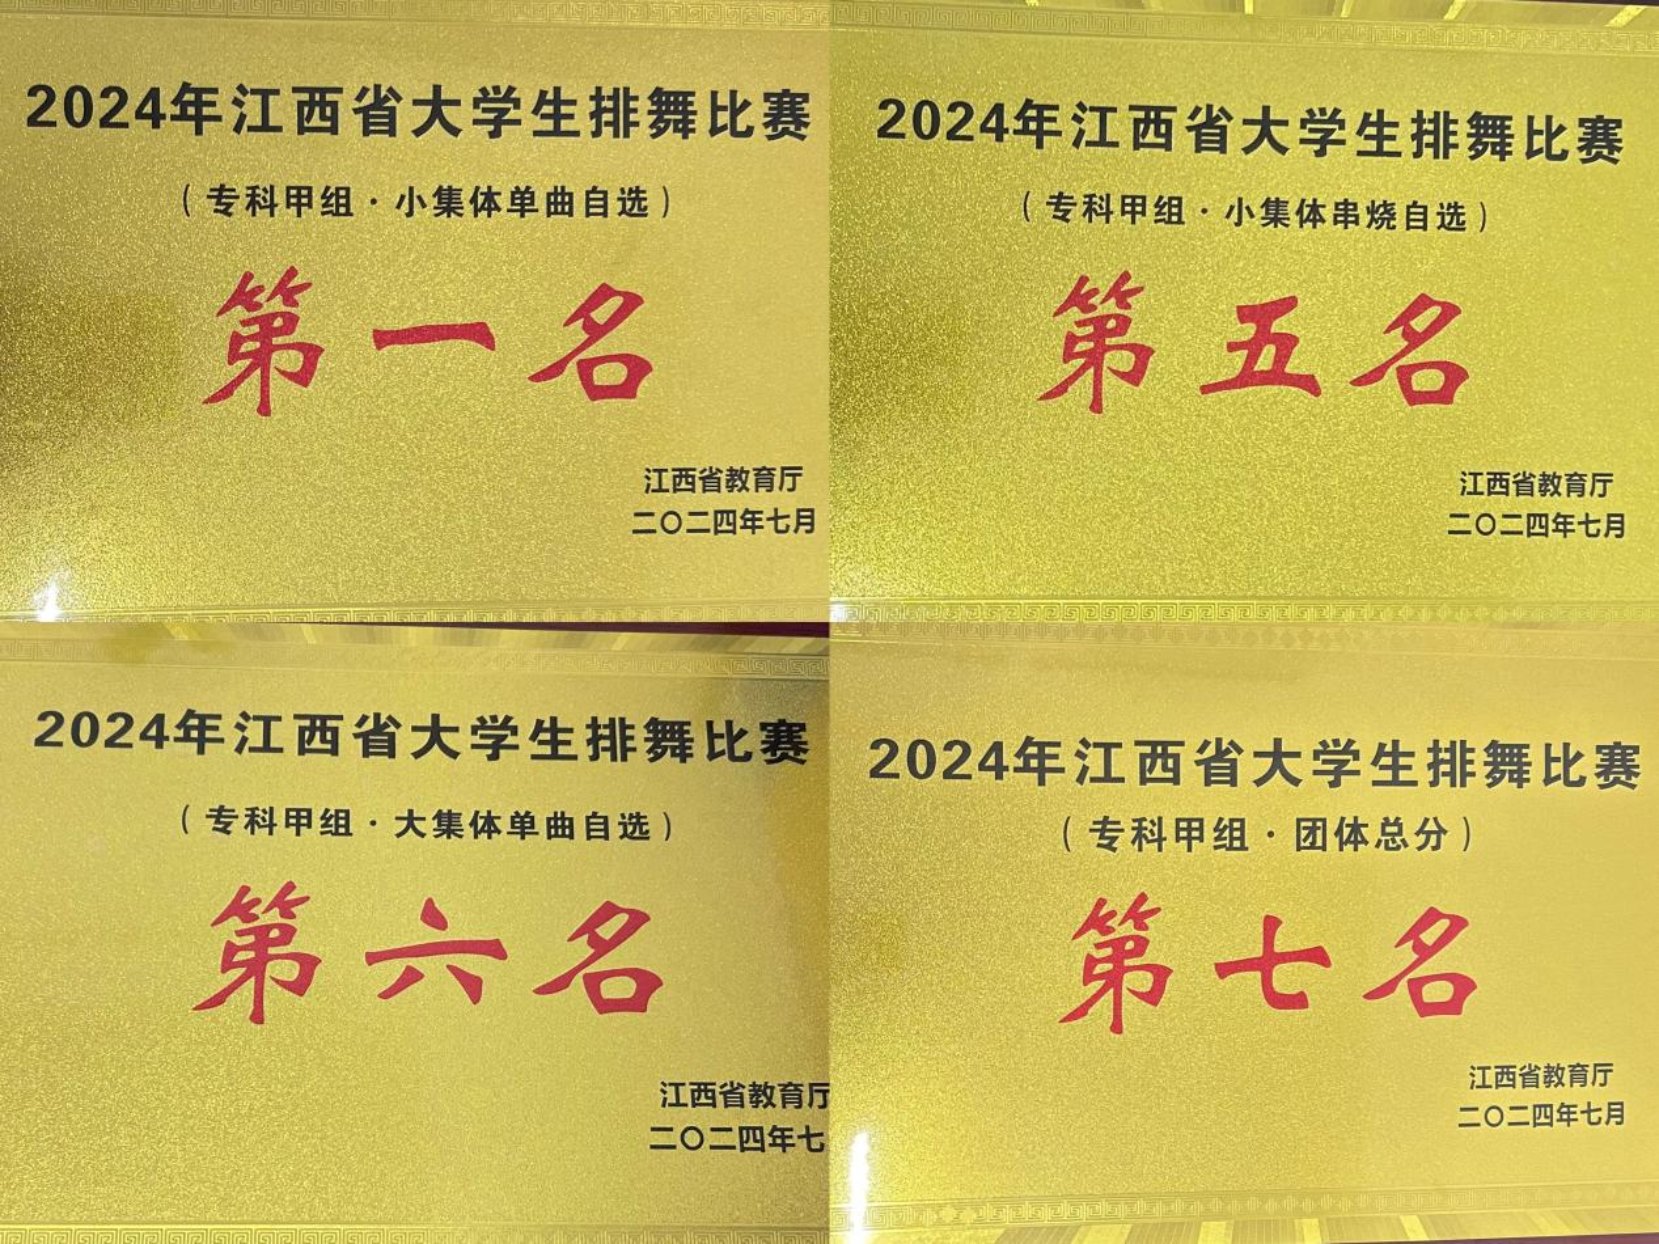 2024年江西省大学生排舞比赛
（专科甲组·小集体单曲自选）
第一名
江西省教育厅
二〇二四年七月
2024年江西省大学生排舞比赛
（专科甲组·小集体串烧自选）
第五名
江西省教育厅
二〇二四年七月
2024年江西省大学生排舞比赛
（专科甲组·大集体单曲自选）
第六名
江西省教育厅
二〇二四年七
2024年江西省大学生排舞比赛
（专科甲组·团体总分）
第七名
江西省教育厅
二〇二四年七月